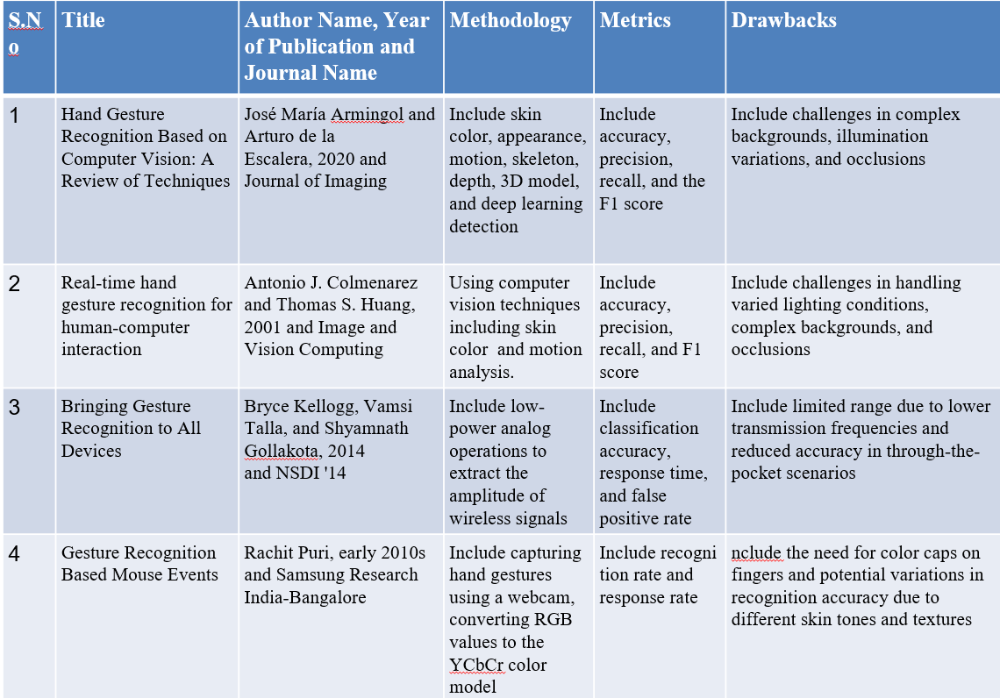 S.N
o
Title
Author Name, Year
of Publication and
Journal Name
Methodology
Metrics
Drawbacks
1
Hand Gesture
Recognition Based on
Computer Vision: A
Review of Techniques
José María Armingol and
Arturo de la
Escalera, 2020 and
Journal of Imaging
Include skin
color, appearance,
motion, skeleton,
depth, 3D model,
and deep learning
detection
Include
accuracy,
precision,
recall, and the
F1 score
Include challenges in complex
backgrounds, illumination
variations, and occlusions
2
Real-time hand
gesture recognition for
human-computer
interaction
Antonio J. Colmenarez
and Thomas S. Huang,
2001 and Image and
Vision Computing
Using computer
vision techniques
including skin
color and motion
analysis.
Include
accuracy,
precision,
recall, and F1
score
Include challenges in handling
varied lighting conditions,
complex backgrounds, and
occlusions
3
Bringing Gesture
Recognition to All
Devices
Bryce Kellogg, Vamsi
Talla, and Shyamnath
Gollakota, 2014
and NSDI '14
Include low-
power analog
operations to
extract the
amplitude of
wireless signals
Include
classification
accuracy,
response time,
and false
positive rate
Include limited range due to lower
transmission frequencies and
reduced accuracy in through-the-
pocket scenarios
4
Gesture Recognition
Based Mouse Events
Rachit Puri, early 2010s
and Samsung Research
India-Bangalore
Include capturing
hand gestures
using a webcam,
converting RGB
values to the
YCbCr color
model
Include recogni
tion rate and
response rate
nclude the need for color caps on
fingers and potential variations in
recognition accuracy due to
different skin tones and textures